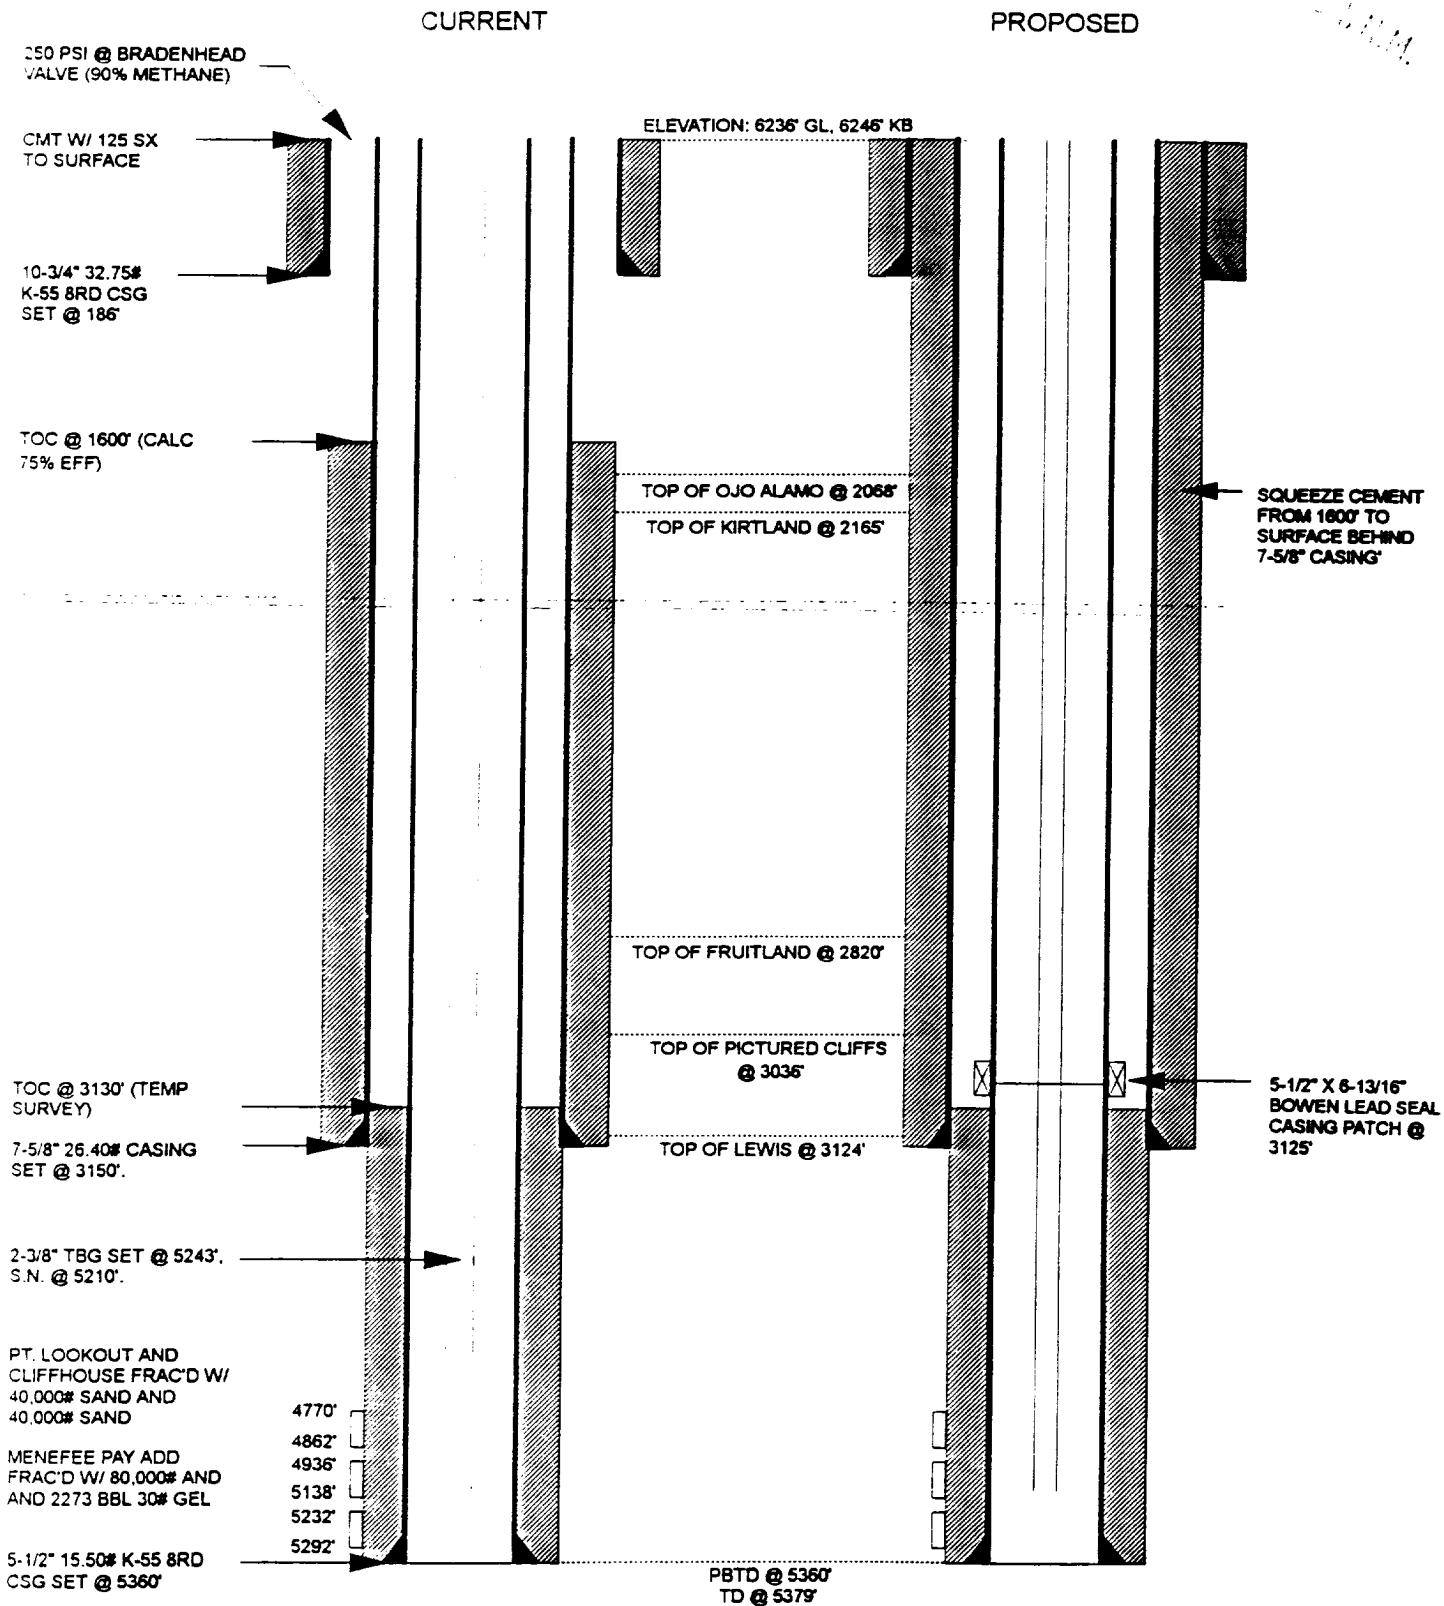 CURRENT
PROPOSED
250 PSI @ BRADENHEAD
VALVE (90% METHANE)
CMT W/ 125 SX
TO SURFACE
ELEVATION: 6236' GL, 6246' KB
10-3/4" 32.75#
K-55 8RD CSG
SET @ 186'
TOC @ 1600' (CALC
75% EFF)
TOP OF OJO ALAMO @ 2068'
TOP OF KIRTLAND @ 2165'
SQUEEZE CEMENT
FROM 1600' TO
SURFACE BEHIND
7-5/8" CASING'
TOP OF FRUITLAND @ 2820'
TOP OF PICTURED CLIFFS
@ 3036'
TOC @ 3130' (TEMP
SURVEY)
5-1/2" X 6-13/16"
BOWEN LEAD SEAL
CASING PATCH @
3125'
7-5/8" 26.40# CASING
SET @ 3150'.
TOP OF LEWIS @ 3124'
2-3/8" TBG SET @ 5243',
S.N. @ 5210'.
PT. LOOKOUT AND
CLIFFHOUSE FRAC'D W/
40,000# SAND AND
40,000# SAND
4770'
4862'
MENEFEE PAY ADD
FRAC'D W/ 80,000# AND
AND 2273 BBL 30# GEL
4936'
5138'
5232'
5292'
5-1/2" 15.50# K-55 8RD
CSG SET @ 5360'
PBTD @ 5360'
TD @ 5379'